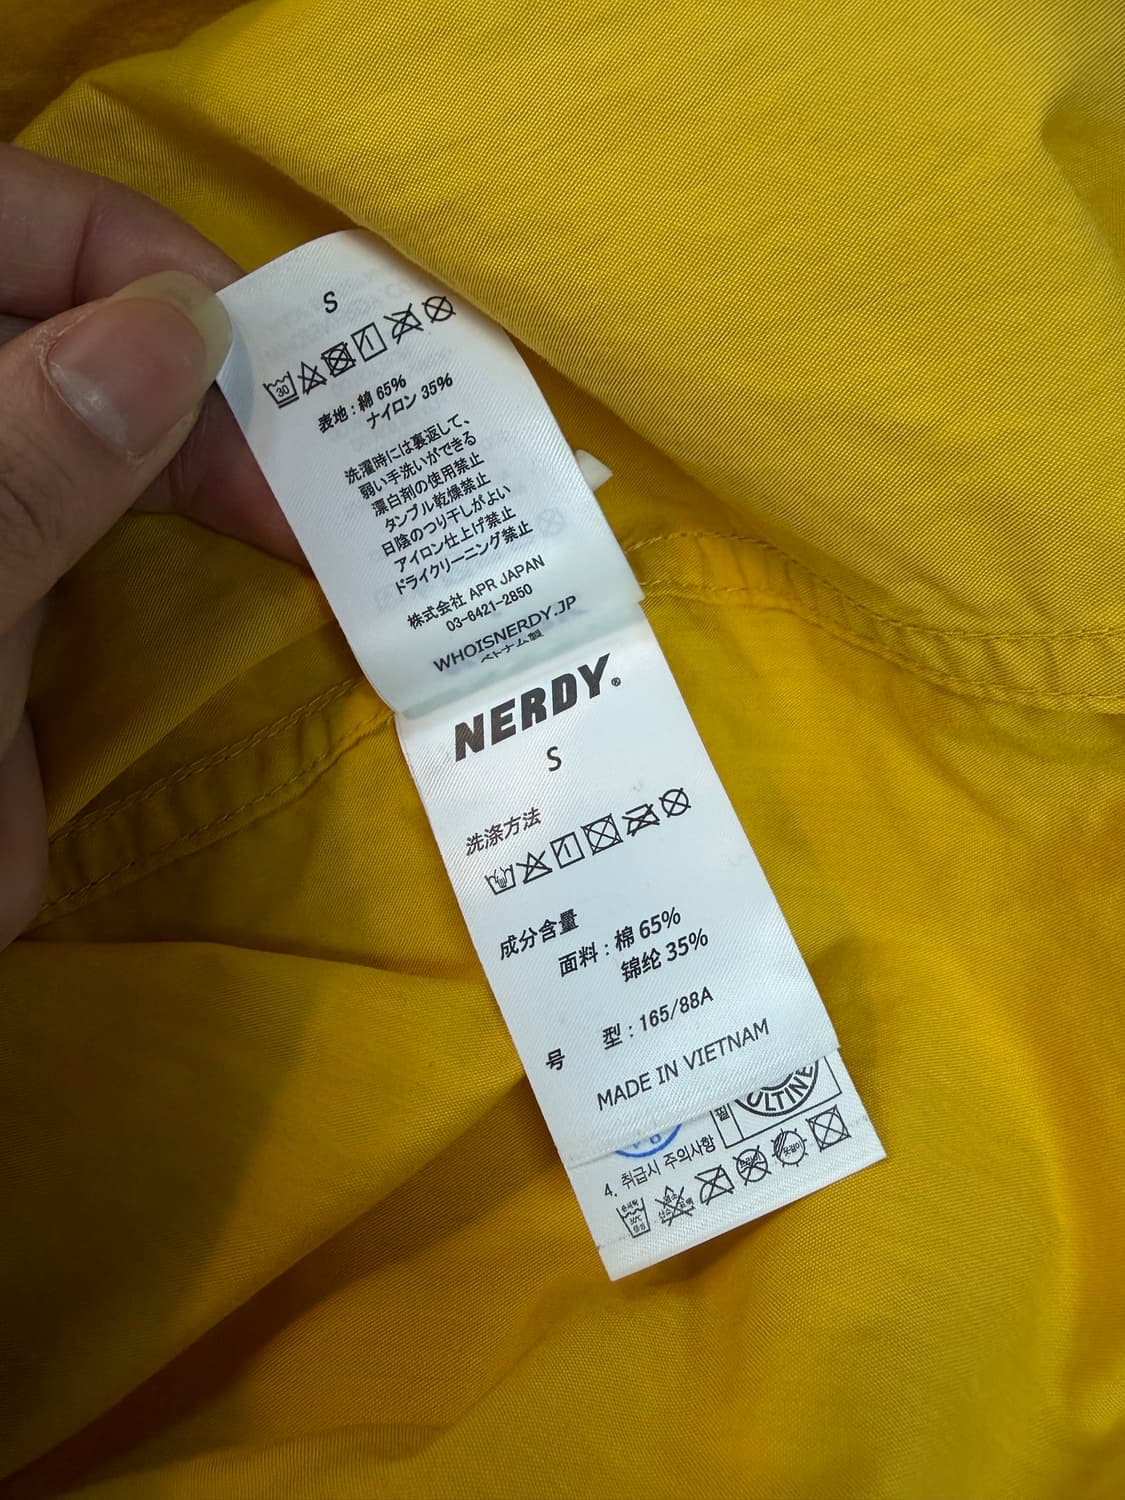 S
30
表地 : 綿 65%
ナイロン 35%
洗濯時には裏返して、
弱い手洗いができる
漂白剤の使用禁止
タンブル乾燥禁止
日陰のつり干しがよい
アイロン仕上げ禁止
ドライクリーニング禁止
株式会社 APR JAPAN
03-6421-2850
WHOISNERDY.JP
ベトナム製
NERDY.®
S
洗涤方法
成分含量
面料 : 棉 65%
锦纶 35%
号 型 : 165/88A
MADE IN VIETNAM
4. 취급시 주의사항